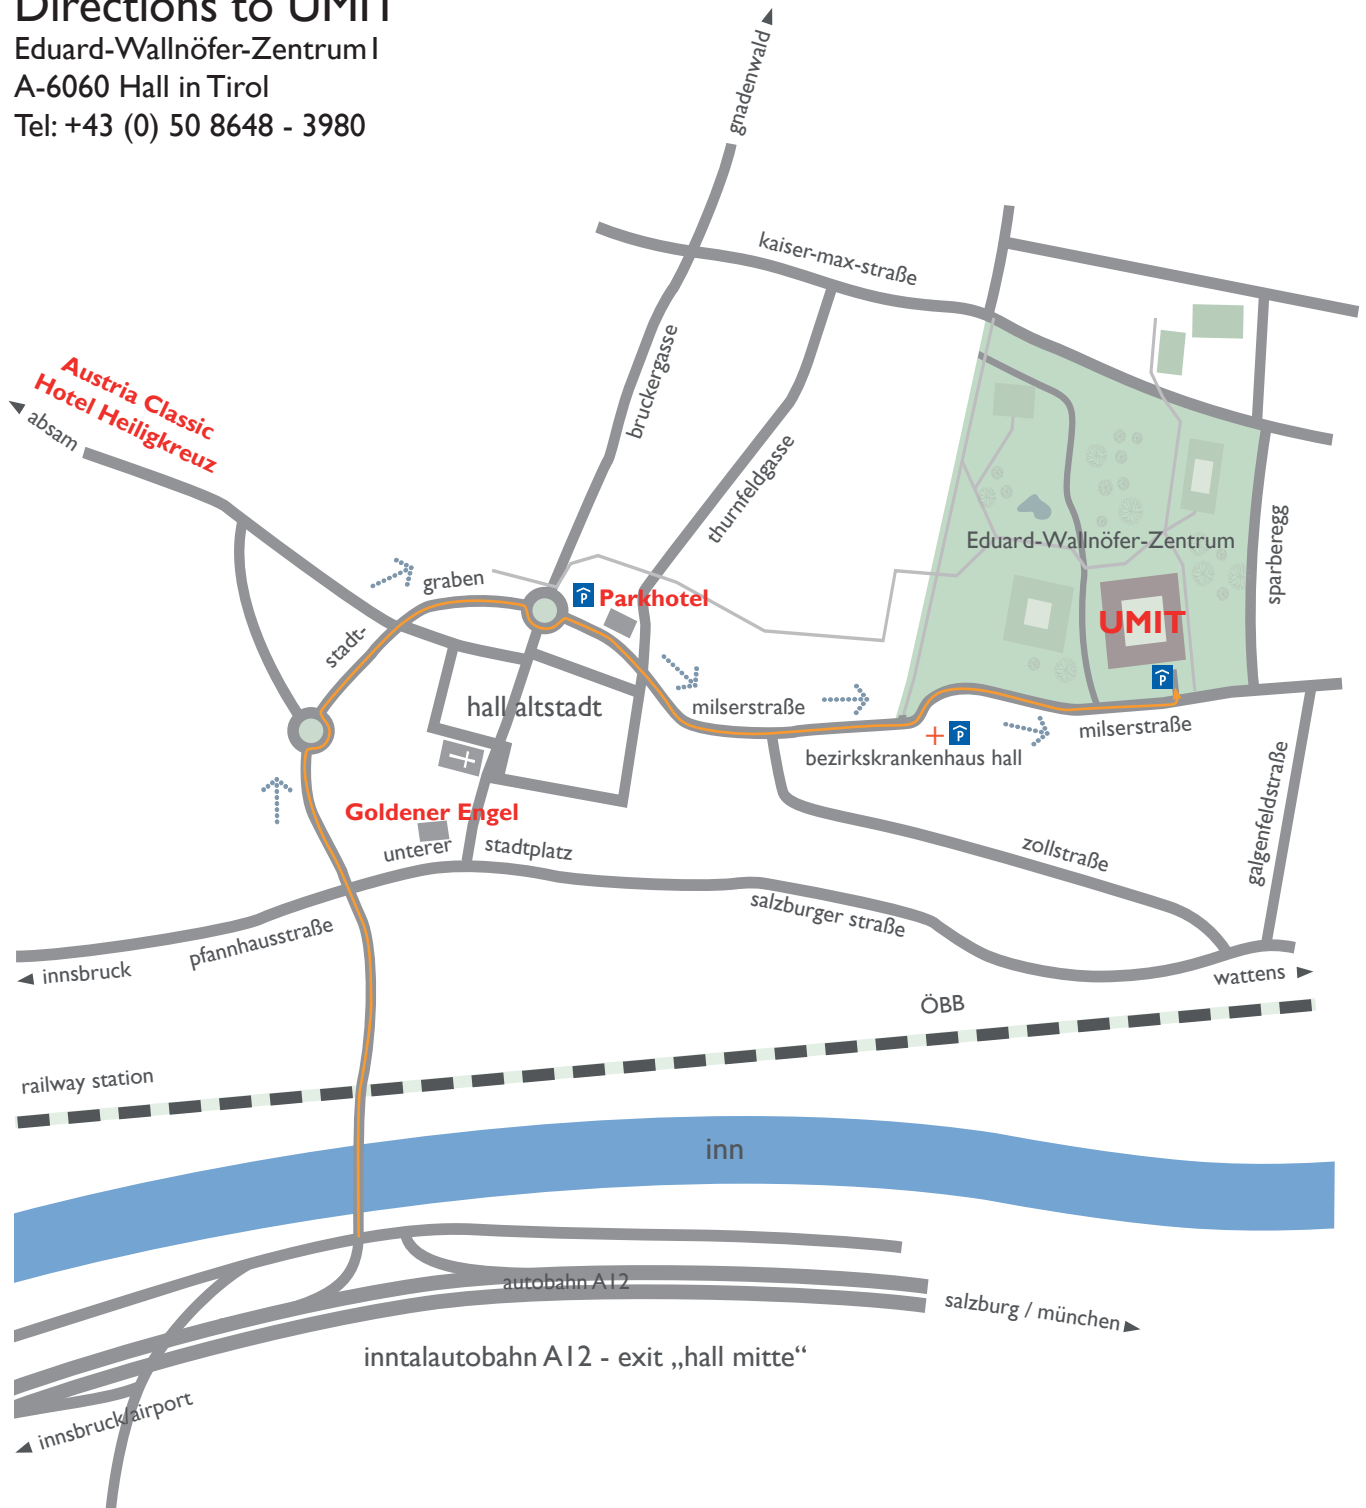 Directions to UMIT
Eduard-Wallnöfer-Zentrum1
A-6060 Hall in Tirol
Tel: +43 (0) 50 8648 - 3980
gnadenwald
kaiser-max-straße
bruckergasse
thurnfeldgasse
Austria Classic
Hotel Heiligkreuz
absam
graben
stadt-
P
Parkhotel
Eduard-Wallnöfer-Zentrum
sparberegg
UMIT
P
hall altstadt
milserstraße
milserstraße
P
bezirkskrankenhaus hall
Goldener Engel
unterer
stadtplatz
zollstraße
galgenfeldstraße
salzburger straße
pfannhausstraße
innsbruck
wattens
ÖBB
railway station
inn
autobahn A12
salzburg / münchen
inntalautobahn A12 - exit „hall mitte“
innsbruck/airport